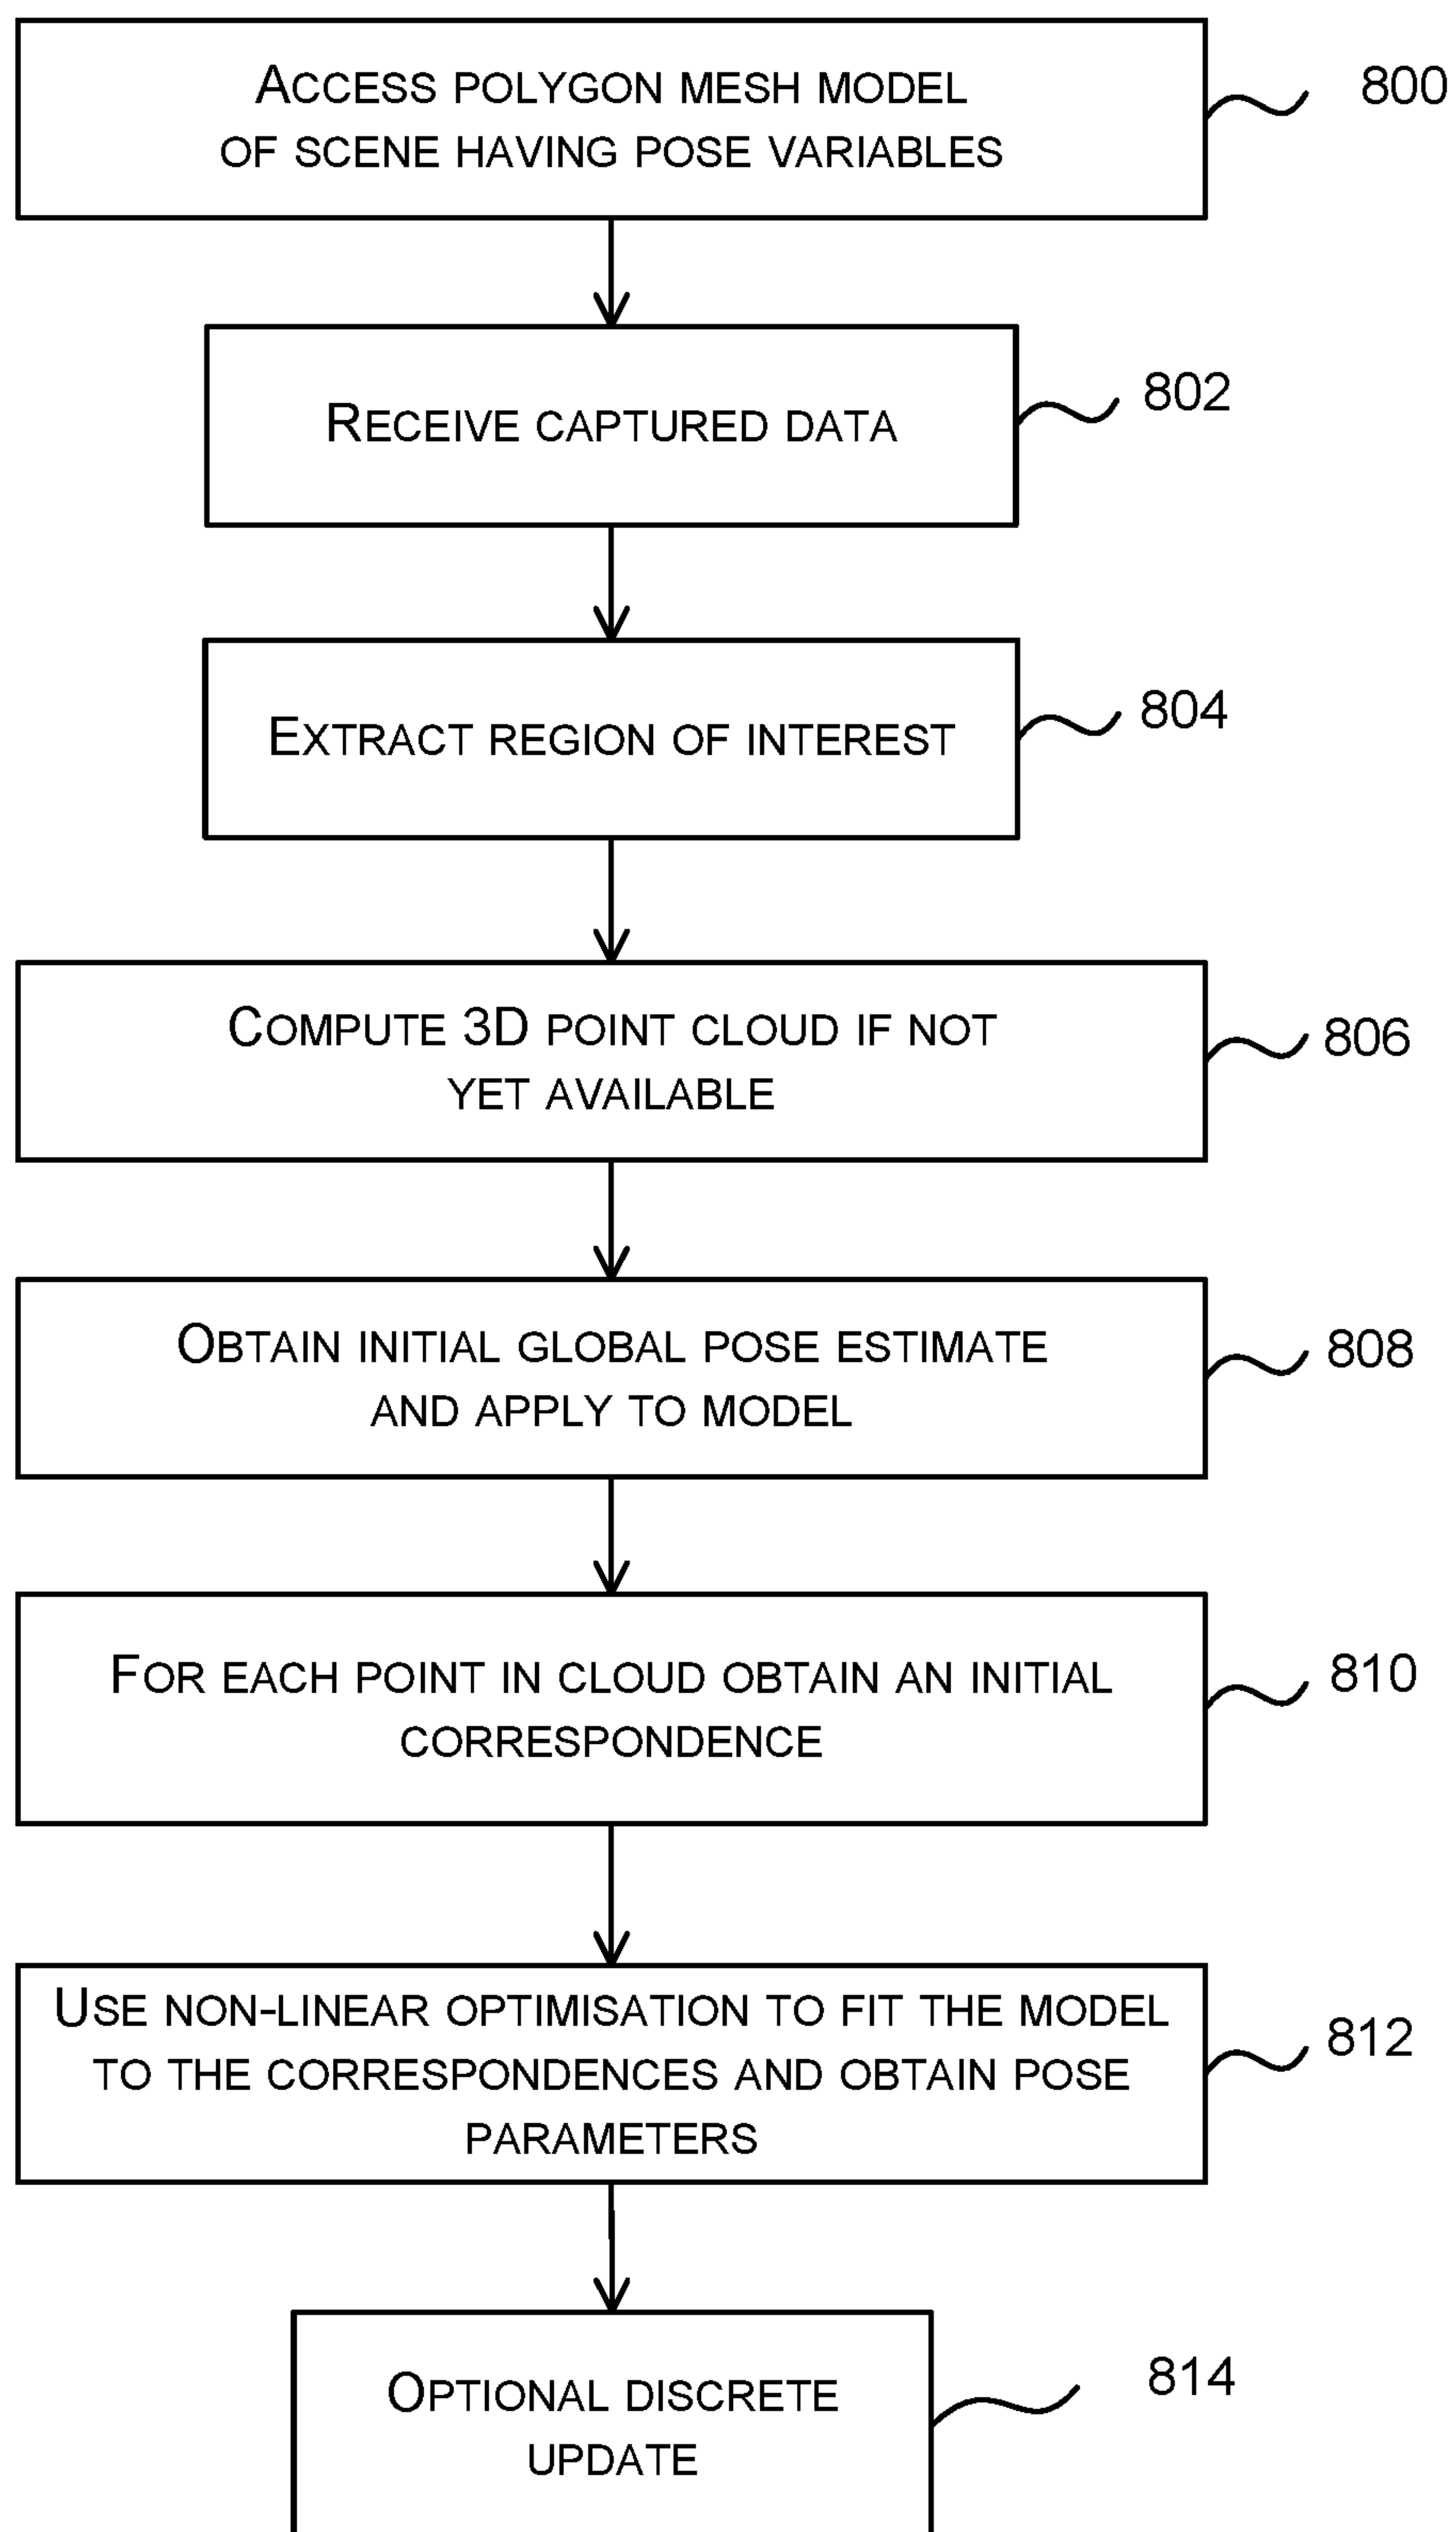 ACCESS POLYGON MESH MODEL
OF SCENE HAVING POSE VARIABLES
800
RECEIVE CAPTURED DATA
802
EXTRACT REGION OF INTEREST
804
COMPUTE 3D POINT CLOUD IF NOT
YET AVAILABLE
806
OBTAIN INITIAL GLOBAL POSE ESTIMATE
AND APPLY TO MODEL
808
FOR EACH POINT IN CLOUD OBTAIN AN INITIAL
CORRESPONDENCE
810
USE NON-LINEAR OPTIMISATION TO FIT THE MODEL
TO THE CORRESPONDENCES AND OBTAIN POSE
PARAMETERS
812
OPTIONAL DISCRETE
UPDATE
814